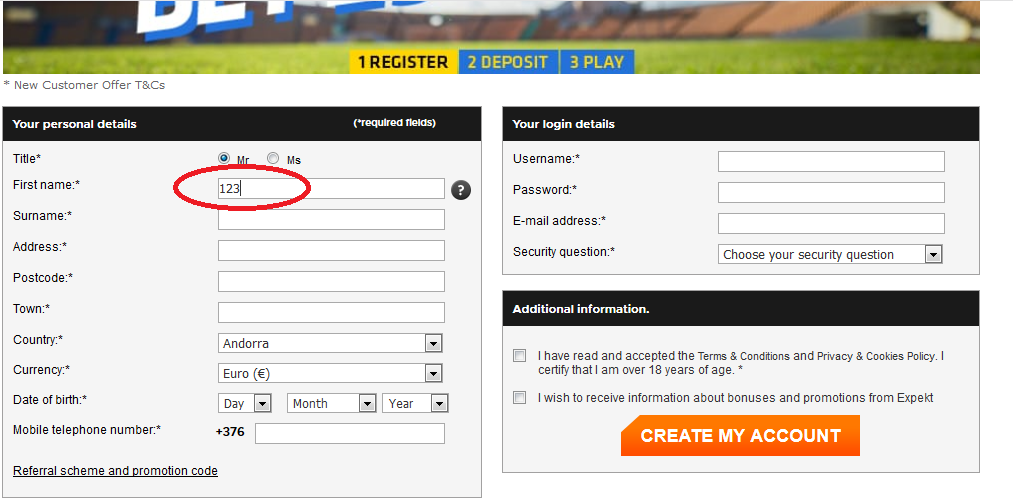 1 REGISTER 2 DEPOSIT 3 PLAY
* New Customer Offer T&Cs
Your personal details (*required fields)
Title* Mr Ms
First name:* 123 ?
Surname:*
Address:*
Postcode:*
Town:*
Country:* Andorra
Currency:* Euro (€)
Date of birth:* Day Month Year
Mobile telephone number:* +376
Referral scheme and promotion code
Your login details
Username:*
Password:*
E-mail address:*
Security question:* Choose your security question
Additional information.
I have read and accepted the Terms & Conditions and Privacy & Cookies Policy. I
certify that I am over 18 years of age. *
I wish to receive information about bonuses and promotions from Expekt
CREATE MY ACCOUNT